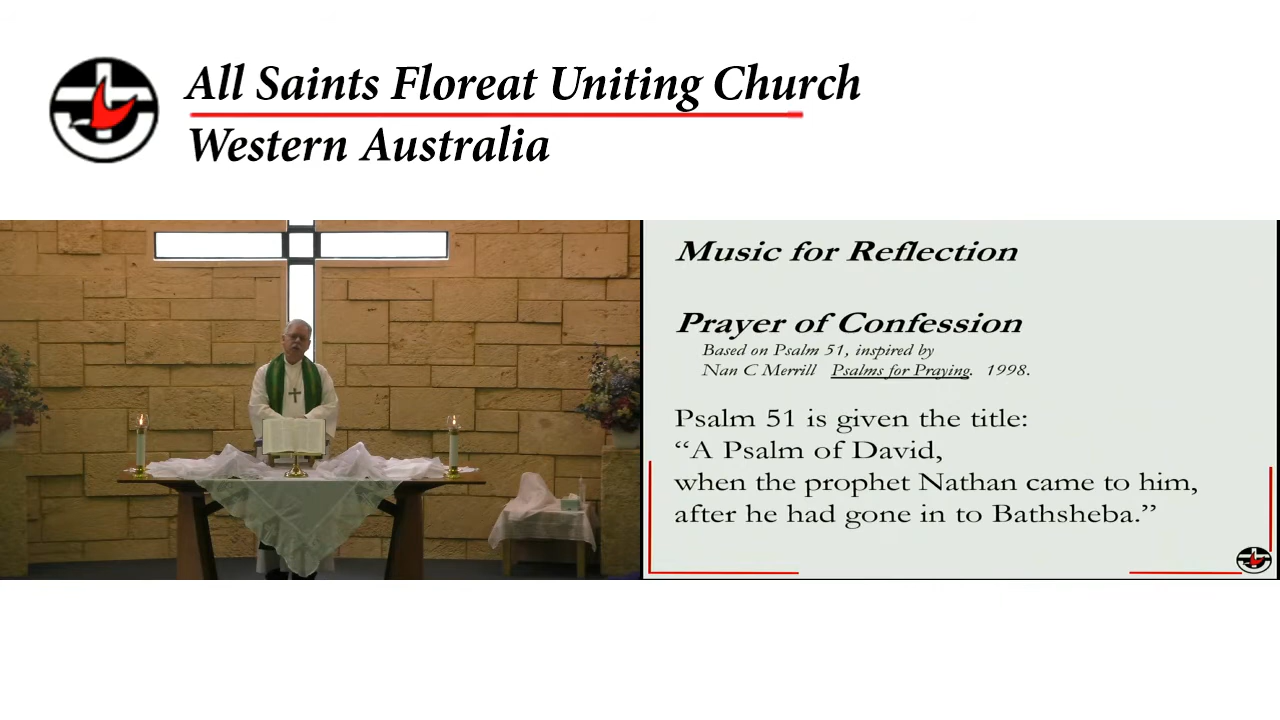 All Saints Floreat Uniting Church
Western Australia
Music for Reflection
Prayer of Confession
Based on Psalm 51, inspired by
Nan C Merrill Psalms for Praying. 1998.
Psalm 51 is given the title:
“A Psalm of David,
when the prophet Nathan came to him,
after he had gone in to Bathsheba.”